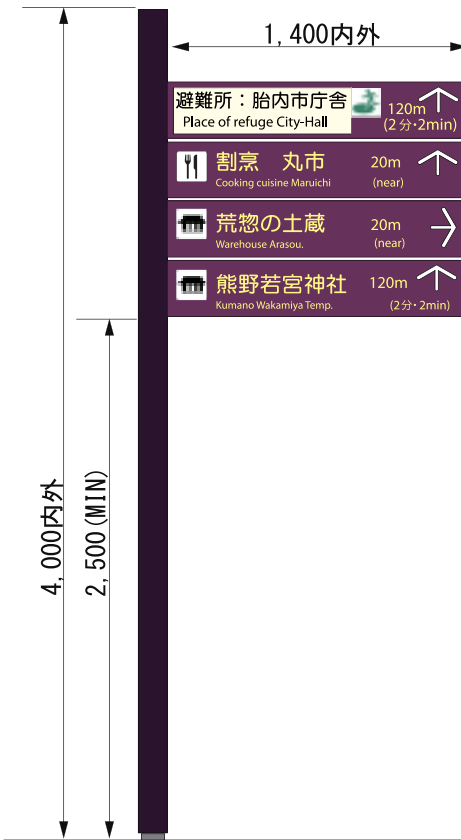 1,400内外
避難所：胎内市庁舎
Place of refuge City-Hall
120m
(2分・2min)
割烹　丸市
Cooking cuisine Maruichi
20m
(near)
荒惣の土蔵
Warehouse Arasou.
20m
(near)
熊野若宮神社
Kumano Wakamiya Temp.
120m
(2分・2min)
4,000内外
2,500(MIN)